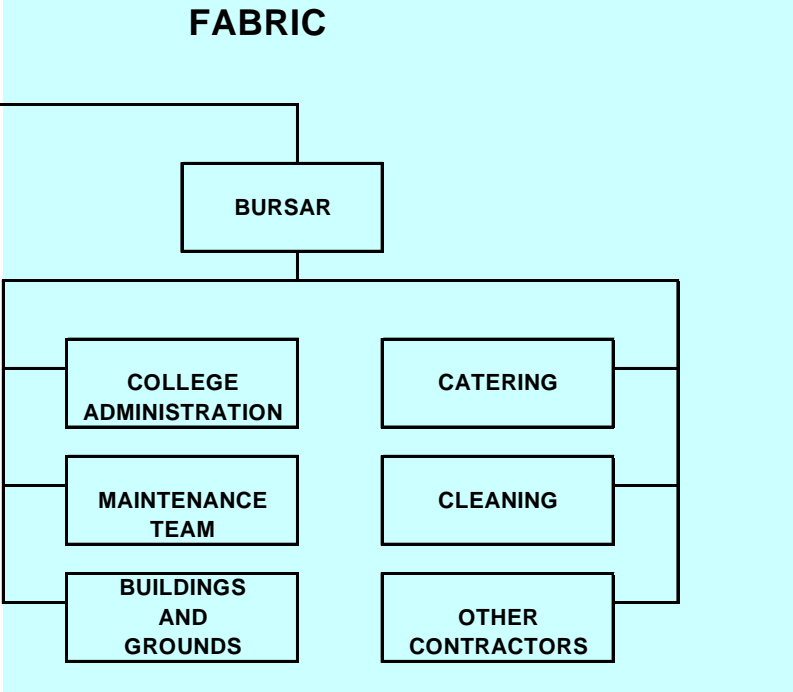 FABRIC
BURSAR
COLLEGE
ADMINISTRATION
CATERING
MAINTENANCE
TEAM
CLEANING
BUILDINGS
AND
GROUNDS
OTHER
CONTRACTORS